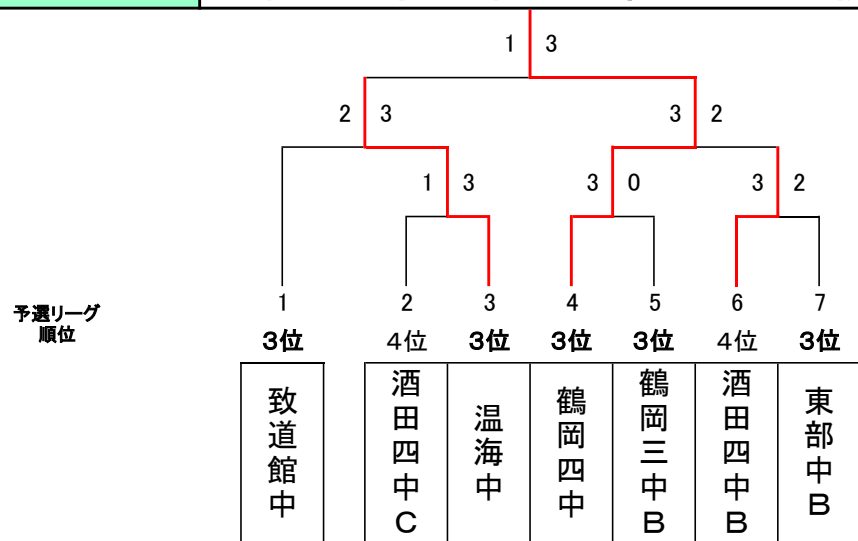 1 3
2 3 3 2
1 3 3 0 3 2
1 2 3 4 5 6 7
予選リーグ
順位
3位 4位 3位 3位 3位 4位 3位
致道館中
酒田四中C
温海中
鶴岡四中
鶴岡三中B
酒田四中B
東部中B